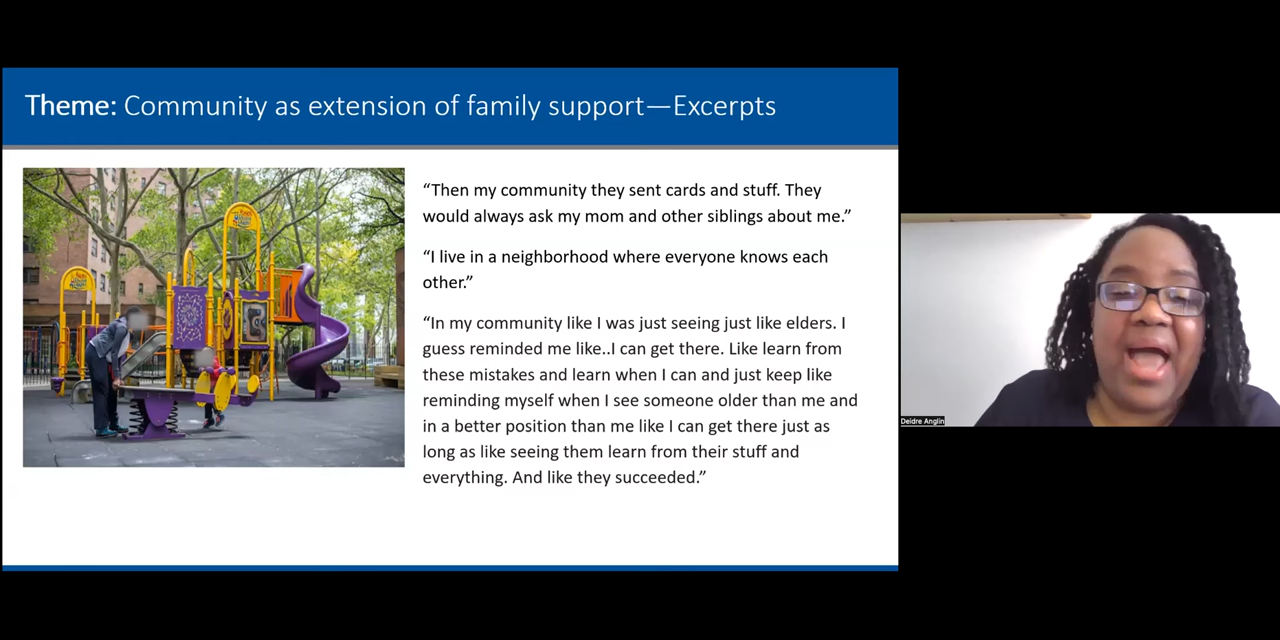 Theme: Community as extension of family support—Excerpts
“Then my community they sent cards and stuff. They
would always ask my mom and other siblings about me.”
“I live in a neighborhood where everyone knows each
other.”
“In my community like I was just seeing just like elders. I
guess reminded me like..I can get there. Like learn from
these mistakes and learn when I can and just keep like
reminding myself when I see someone older than me and
in a better position than me like I can get there just as
long as like seeing them learn from their stuff and
everything. And like they succeeded.”
Deidre Anglin